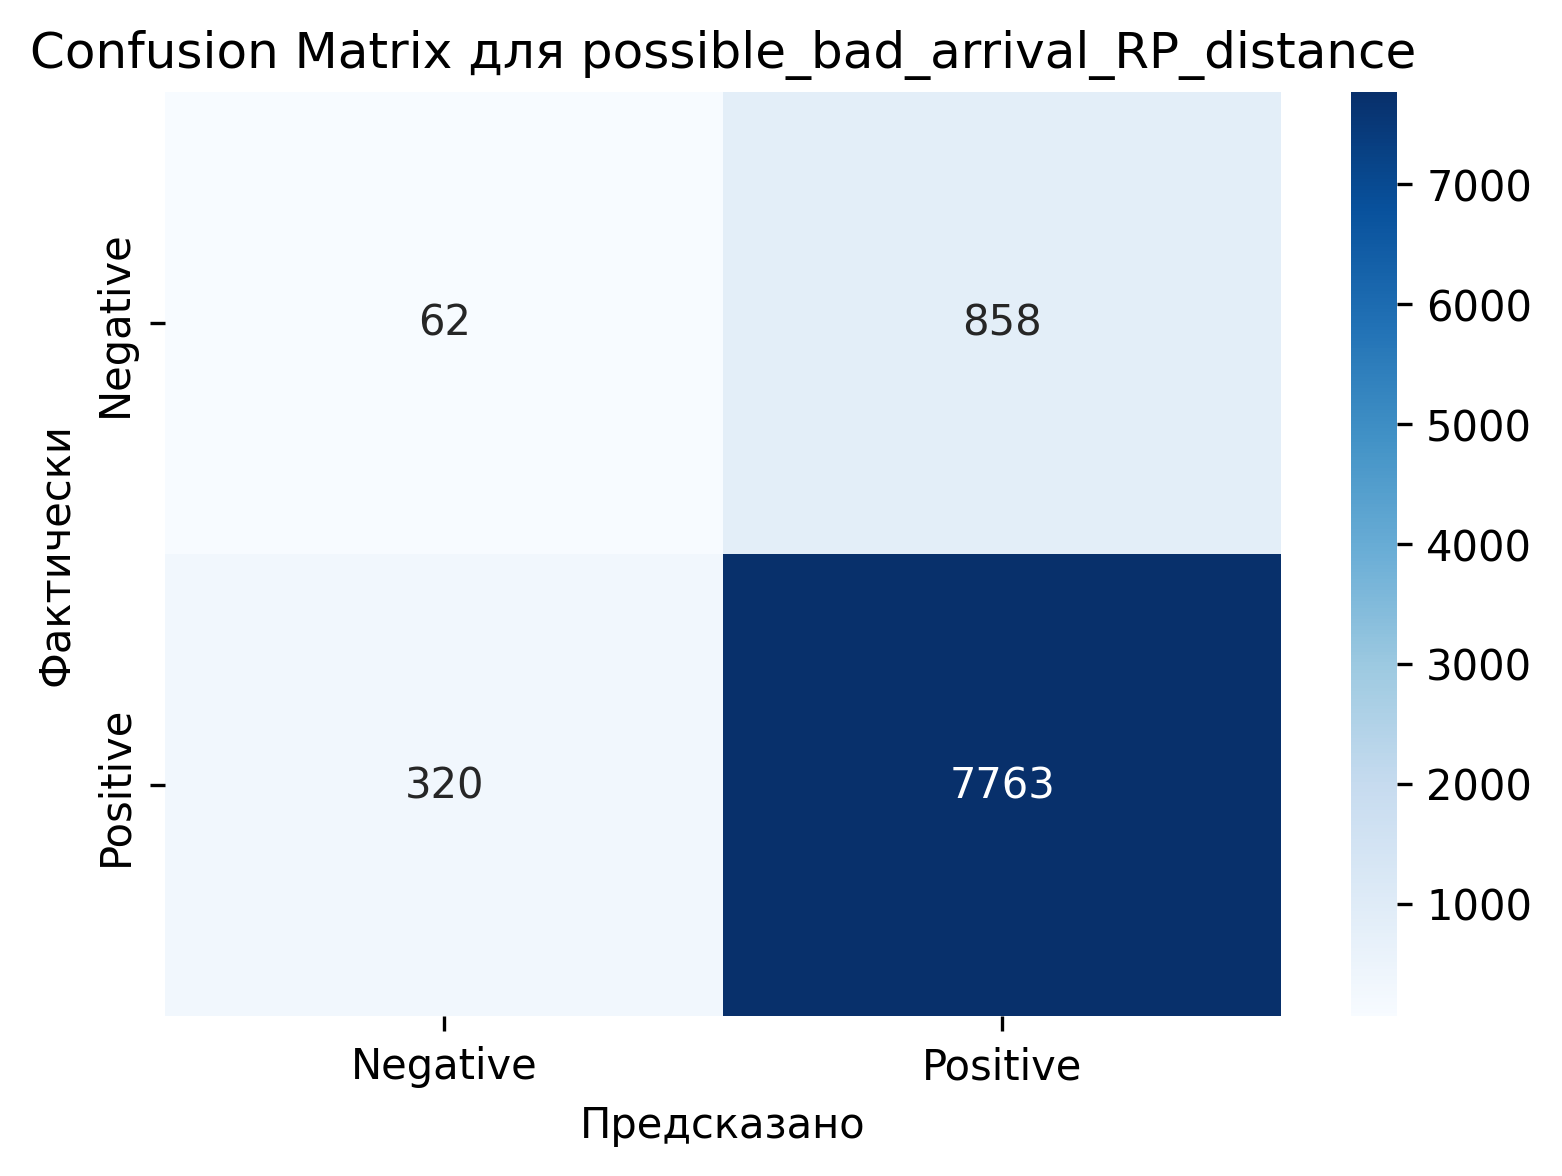 Confusion Matrix для possible_bad_arrival_RP_distance
Фактически
Negative
Positive
62
858
320
7763
Negative
Positive
Предсказано
7000
6000
5000
4000
3000
2000
1000